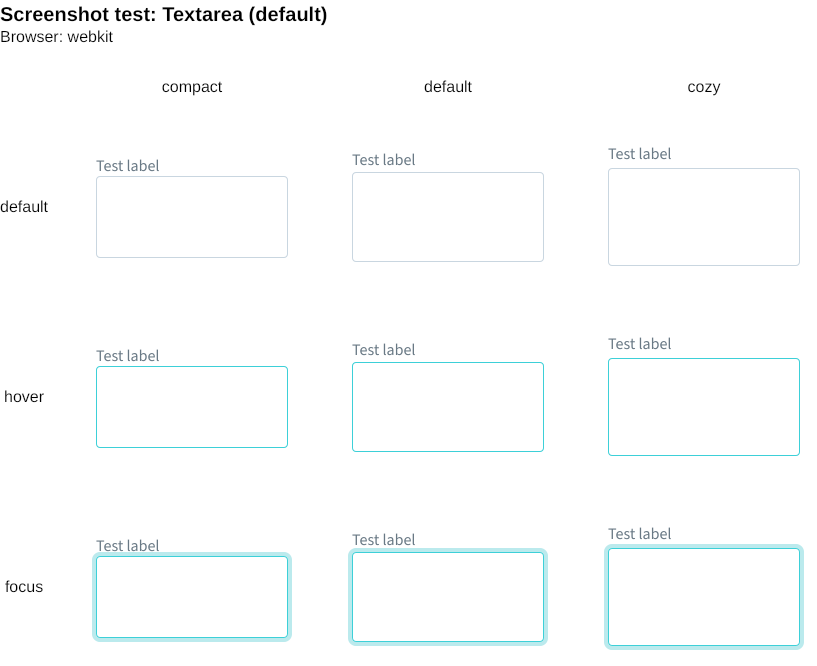 Screenshot test: Textarea (default)
Browser: webkit
compact default cozy
Test label Test label Test label
default
Test label Test label Test label
hover
Test label Test label Test label
focus